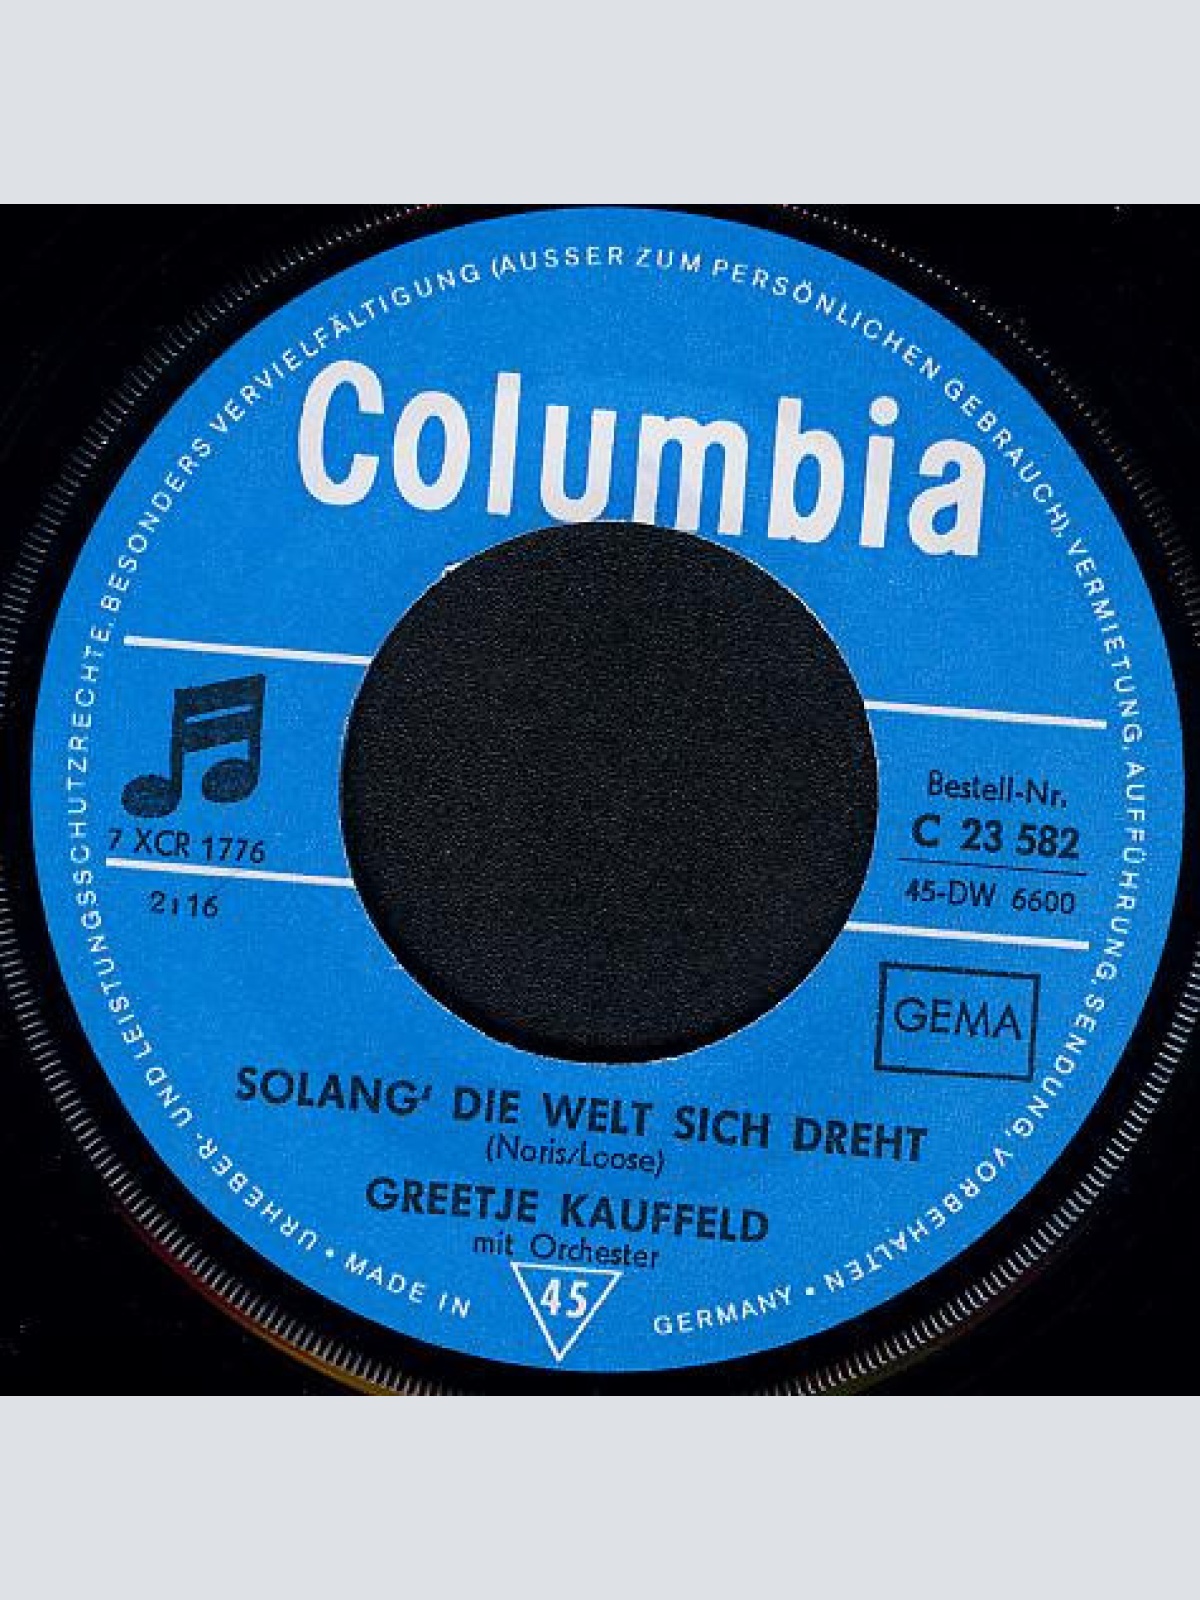 URHEBER- UND LEISTUNGSSCHUTZRECHTE, BESONDERS VERVIELFÄLTIGUNG (AUSSER ZUM PERSÖNLICHEN GEBRAUCH), VERMIETUNG, AUFFÜHRUNG, SENDUNG, VORBEHALTEN
Columbia
7 XCR 1776
2:16
Bestell-Nr.
C 23 582
45-DW 6600
GEMA
SOLANG' DIE WELT SICH DREHT
(Noris/Loose)
GREETJE KAUFFELD
mit Orchester
45
• MADE IN GERMANY •